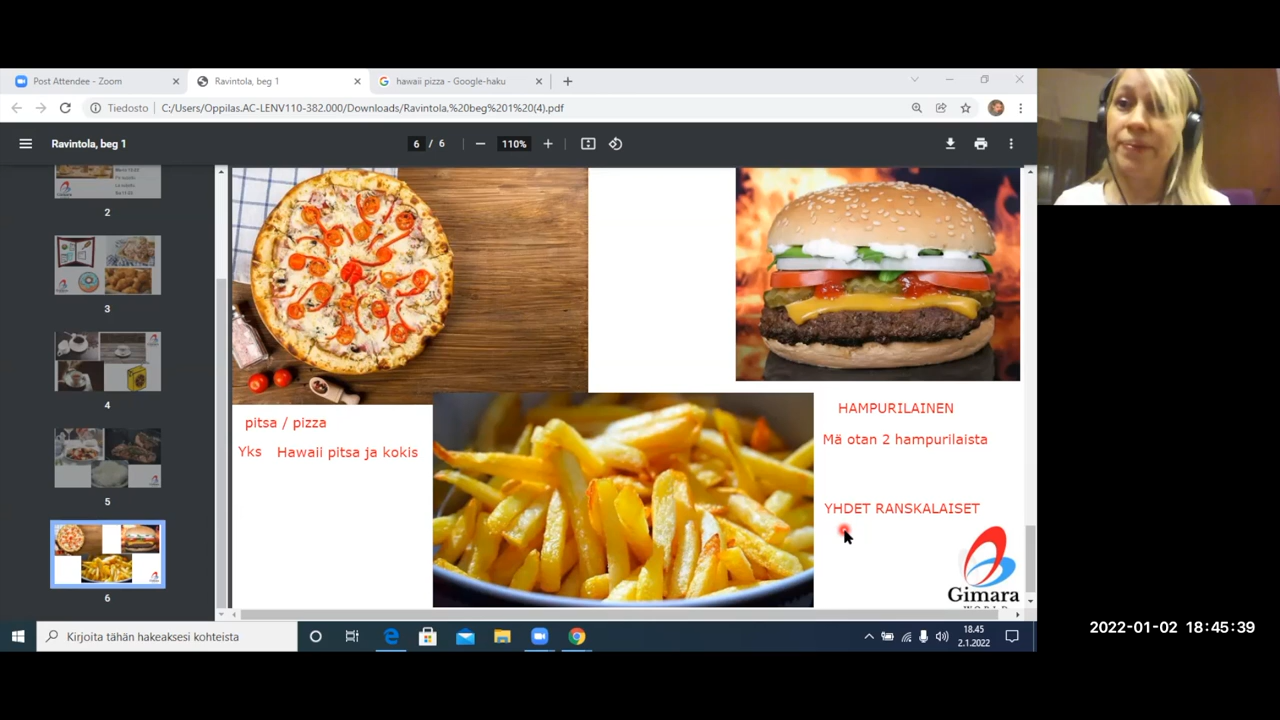 Post Attendee - Zoom
Ravintola, beg 1
hawaii pizza - Google-haku
Tiedosto
C:/Users/Oppilas.AC-LENV110-382.000/Downloads/Ravintola,%20beg%201%20(4).pdf
Ravintola, beg 1
6 / 6
110%
2
3
4
5
6
pitsa / pizza
Yks Hawaii pitsa ja kokis
HAMPURILAINEN
Mä otan 2 hampurilaista
YHDET RANSKALAISET
Gimara
Kirjoita tähän hakeaksesi kohteista
18.45
2.1.2022
2022-01-02 18:45:39